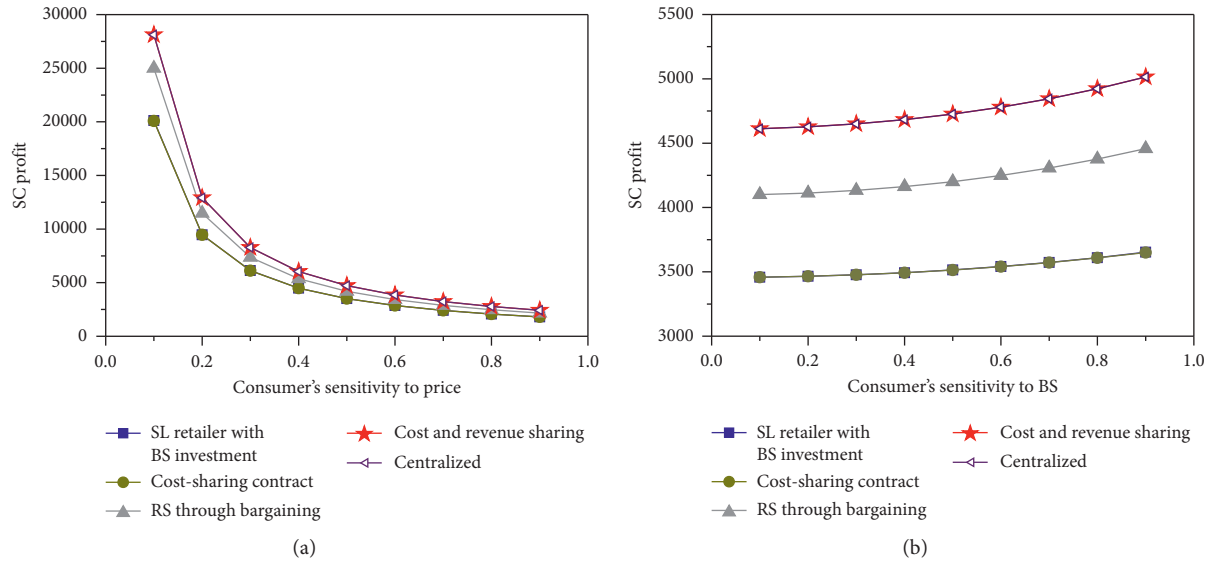 30000
25000
20000
15000
10000
5000
0
SC profit
0.0
0.2
0.4
0.6
0.8
1.0
Consumer's sensitivity to price
SL retailer with
BS investment
Cost-sharing contract
RS through bargaining
Cost and revenue sharing
Centralized
(a)
5500
5000
4500
4000
3500
3000
SC profit
0.0
0.2
0.4
0.6
0.8
1.0
Consumer's sensitivity to BS
SL retailer with
BS investment
Cost-sharing contract
RS through bargaining
Cost and revenue sharing
Centralized
(b)